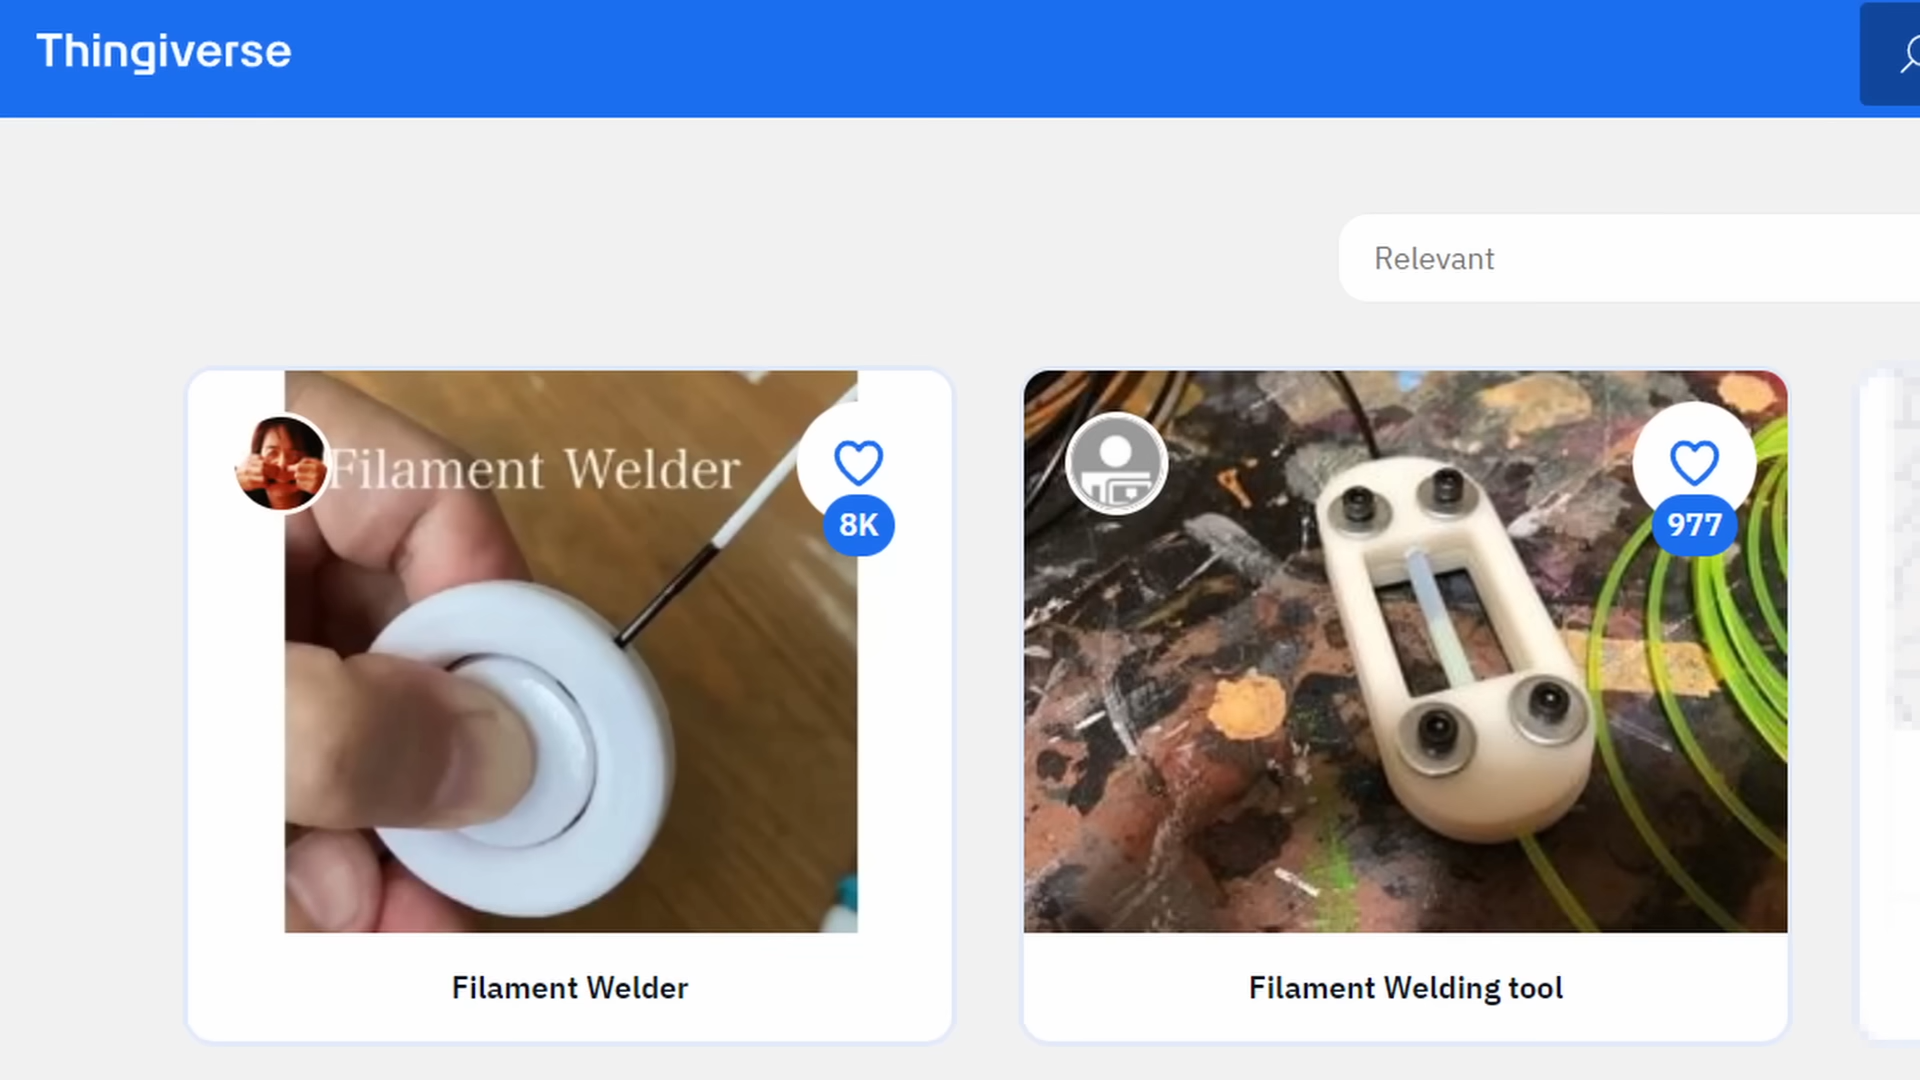 Thingiverse
Relevant
Filament Welder
8K
977
Filament Welder
Filament Welding tool